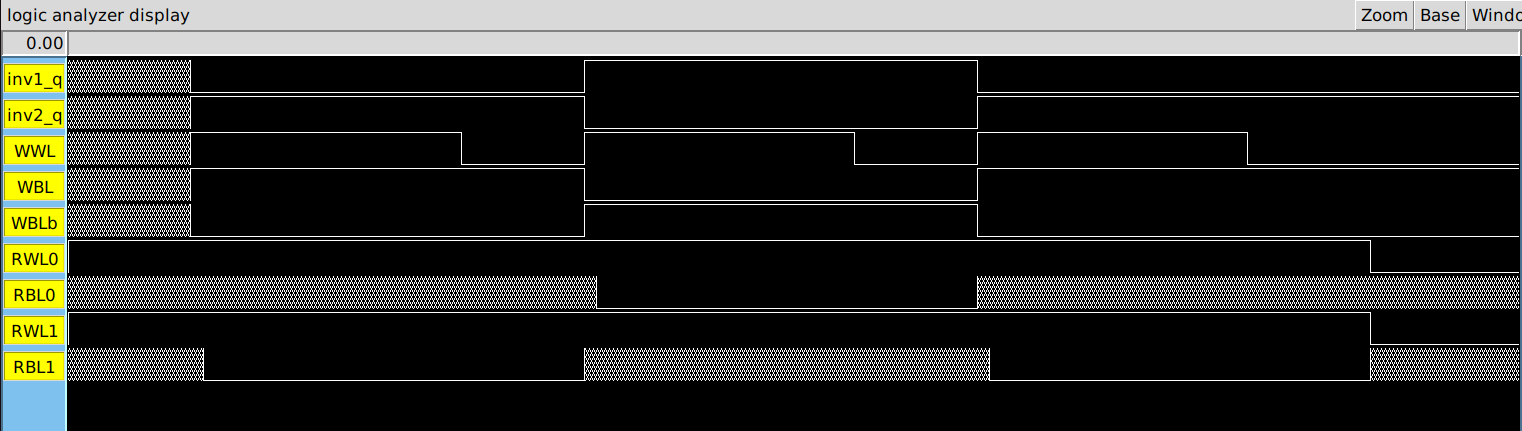 logic analyzer display Zoom Base Windo
0.00
inv1_q
inv2_q
WWL
WBL
WBLb
RWL0
RBL0
RWL1
RBL1